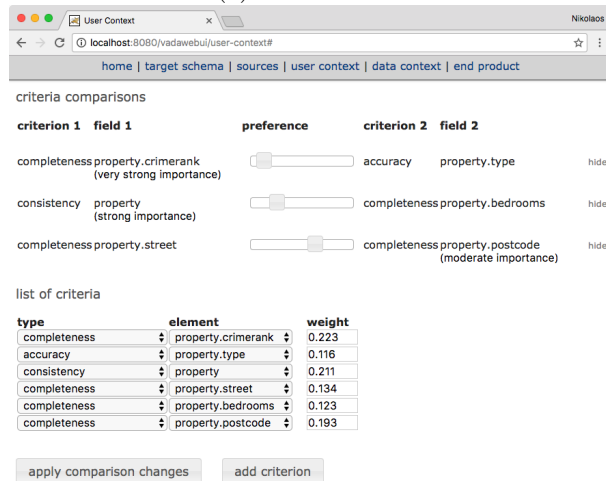 User Context
Nikolaos
localhost:8080/vadawebui/user-context#
home | target schema | sources | user context | data context | end product
criteria comparisons
criterion 1 field 1 preference criterion 2 field 2
completeness property.crimerank accuracy property.type hide
(very strong importance)
consistency property completeness property.bedrooms hide
(strong importance)
completeness property.street completeness property.postcode hide
(moderate importance)
list of criteria
type element weight
completeness property.crimerank 0.223
accuracy property.type 0.116
consistency property 0.211
completeness property.street 0.134
completeness property.bedrooms 0.123
completeness property.postcode 0.193
apply comparison changes add criterion